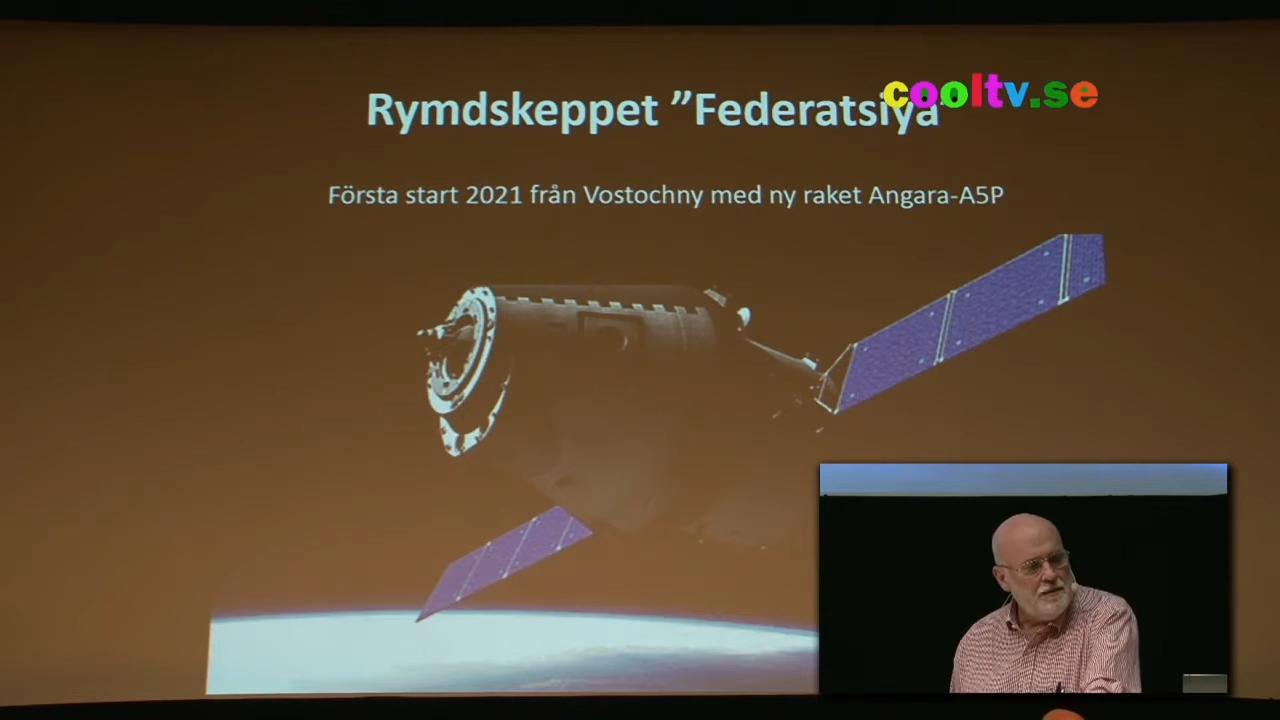 cooltv.se
Rymdskeppet ”Federatsiya”
Första start 2021 från Vostochny med ny raket Angara-A5P